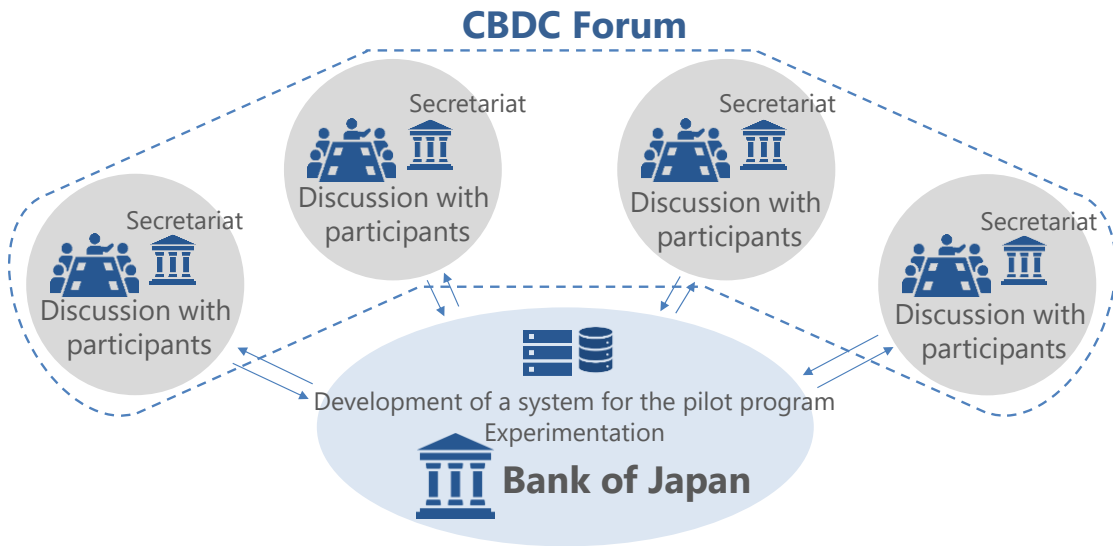 CBDC Forum
Secretariat
Discussion with
participants
Secretariat
Discussion with
participants
Secretariat
Discussion with
participants
Secretariat
Discussion with
participants
Development of a system for the pilot program
Experimentation
Bank of Japan